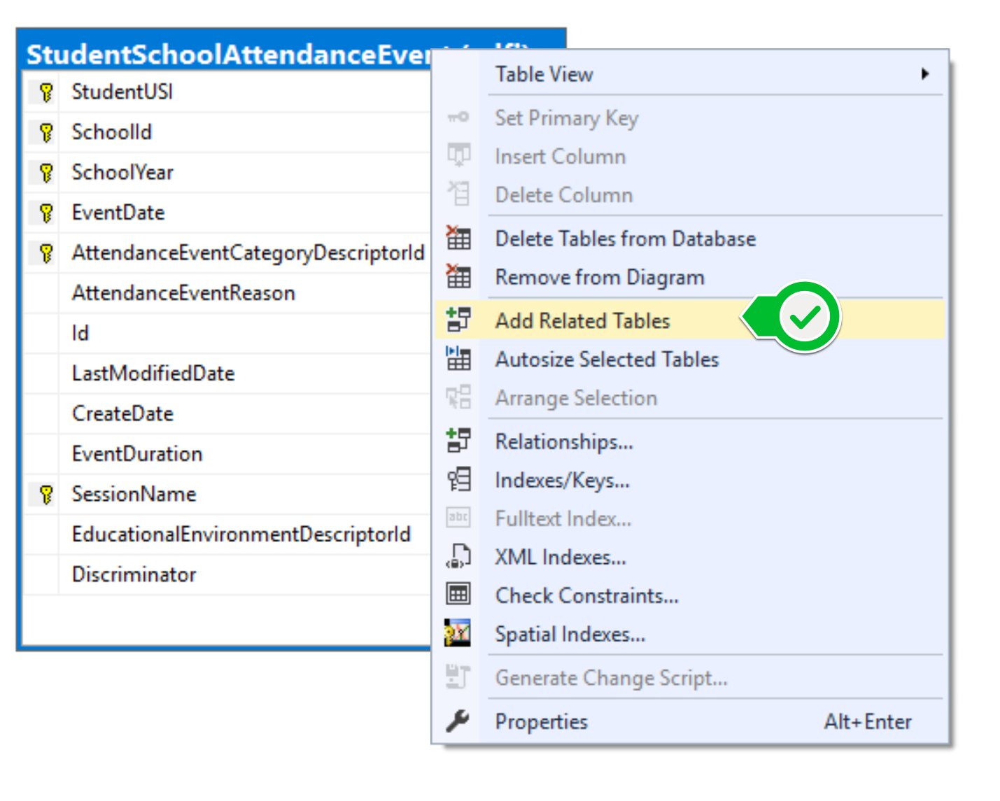 StudentSchoolAttendanceEven
StudentUSI
SchoolId
SchoolYear
EventDate
AttendanceEventCategoryDescriptorId
AttendanceEventReason
Id
LastModifiedDate
CreateDate
EventDuration
SessionName
EducationalEnvironmentDescriptorId
Discriminator
Table View
Set Primary Key
Insert Column
Delete Column
Delete Tables from Database
Remove from Diagram
Add Related Tables
Autosize Selected Tables
Arrange Selection
Relationships...
Indexes/Keys...
abc Fulltext Index...
XML Indexes...
Check Constraints...
Spatial Indexes...
Generate Change Script...
Properties Alt+Enter